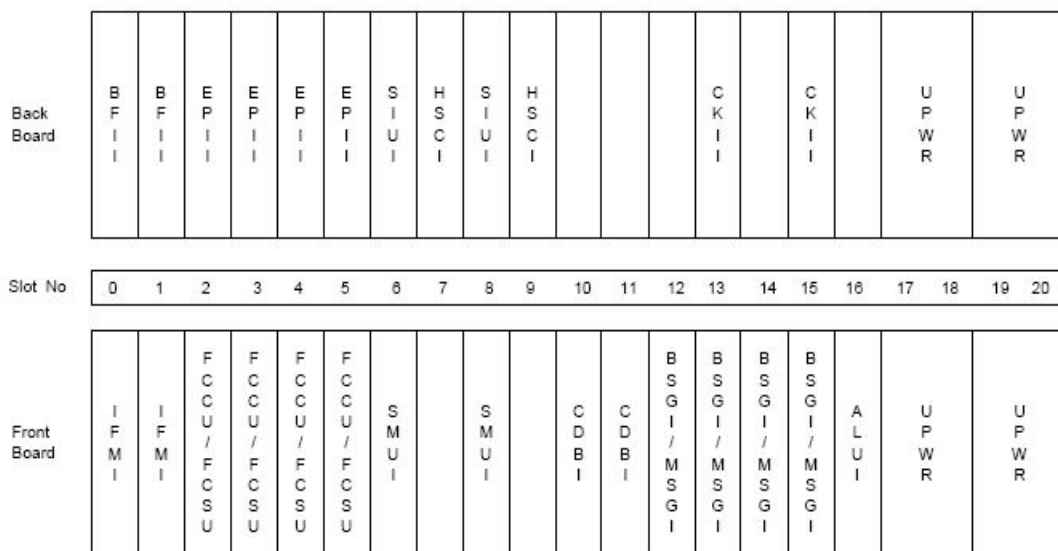 Back Board
BFII BFII EPII EPII EPII EPII SIUI HSCI SIUI HSCI CKII CKII UPWR UPWR
Slot No 0 1 2 3 4 5 6 7 8 9 10 11 12 13 14 15 16 17 18 19 20
Front Board
IFMI IFMI FCCU/FCSU FCCU/FCSU FCCU/FCSU FCCU/FCSU SMUI SMUI CDBI CDBI BSGI/MSGI BSGI/MSGI BSGI/MSGI BSGI/MSGI ALUI UPWR UPWR